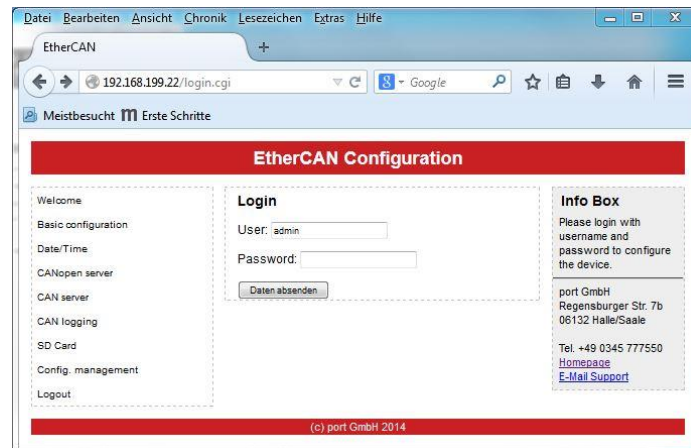 Datei Bearbeiten Ansicht Chronik Lesezeichen Extras Hilfe
EtherCAN
192.168.199.22/login.cgi
Google
Meistbesucht Erste Schritte
EtherCAN Configuration
Welcome
Basic configuration
Date/Time
CANopen server
CAN server
CAN logging
SD Card
Config. management
Logout
Login
User: admin
Password:
Daten absenden
Info Box
Please login with
username and
password to configure
the device.
port GmbH
Regensburger Str. 7b
06132 Halle/Saale
Tel. +49 0345 777550
Homepage
E-Mail Support
(c) port GmbH 2014